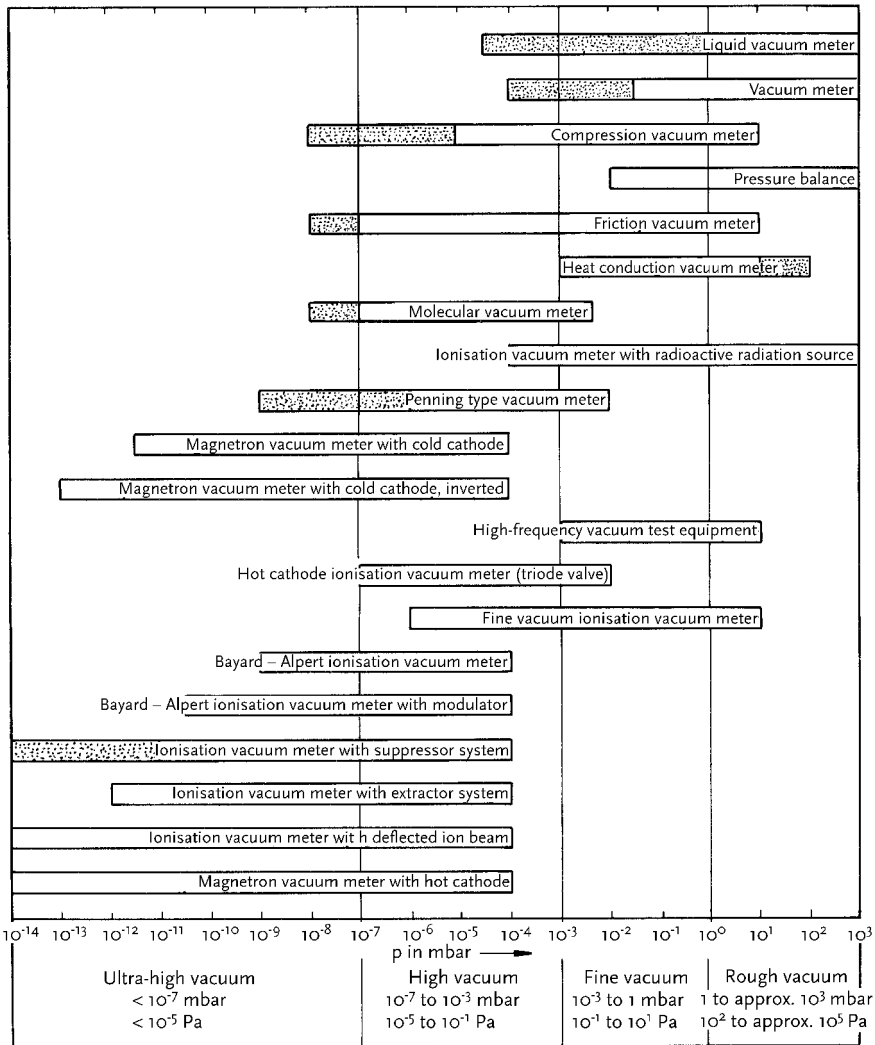 Liquid vacuum meter
Vacuum meter
Compression vacuum meter
Pressure balance
Friction vacuum meter
Heat conduction vacuum meter
Molecular vacuum meter
Ionisation vacuum meter with radioactive radiation source
Penning type vacuum meter
Magnetron vacuum meter with cold cathode
Magnetron vacuum meter with cold cathode, inverted
High-frequency vacuum test equipment
Hot cathode ionisation vacuum meter (triode valve)
Fine vacuum ionisation vacuum meter
Bayard – Alpert ionisation vacuum meter
Bayard – Alpert ionisation vacuum meter with modulator
Ionisation vacuum meter with suppressor system
Ionisation vacuum meter with extractor system
Ionisation vacuum meter wit h deflected ion beam
Magnetron vacuum meter with hot cathode
10⁻¹⁴ 10⁻¹³ 10⁻¹² 10⁻¹¹ 10⁻¹⁰ 10⁻⁹ 10⁻⁸ 10⁻⁷ 10⁻⁶ 10⁻⁵ 10⁻⁴ 10⁻³ 10⁻² 10⁻¹ 10⁰ 10¹ 10² 10³
p in mbar →
Ultra-high vacuum
< 10⁻⁷ mbar
< 10⁻⁵ Pa
High vacuum
10⁻⁷ to 10⁻³ mbar
10⁻⁵ to 10⁻¹ Pa
Fine vacuum
10⁻³ to 1 mbar
10⁻¹ to 10¹ Pa
Rough vacuum
1 to approx. 10³ mbar
10² to approx. 10⁵ Pa